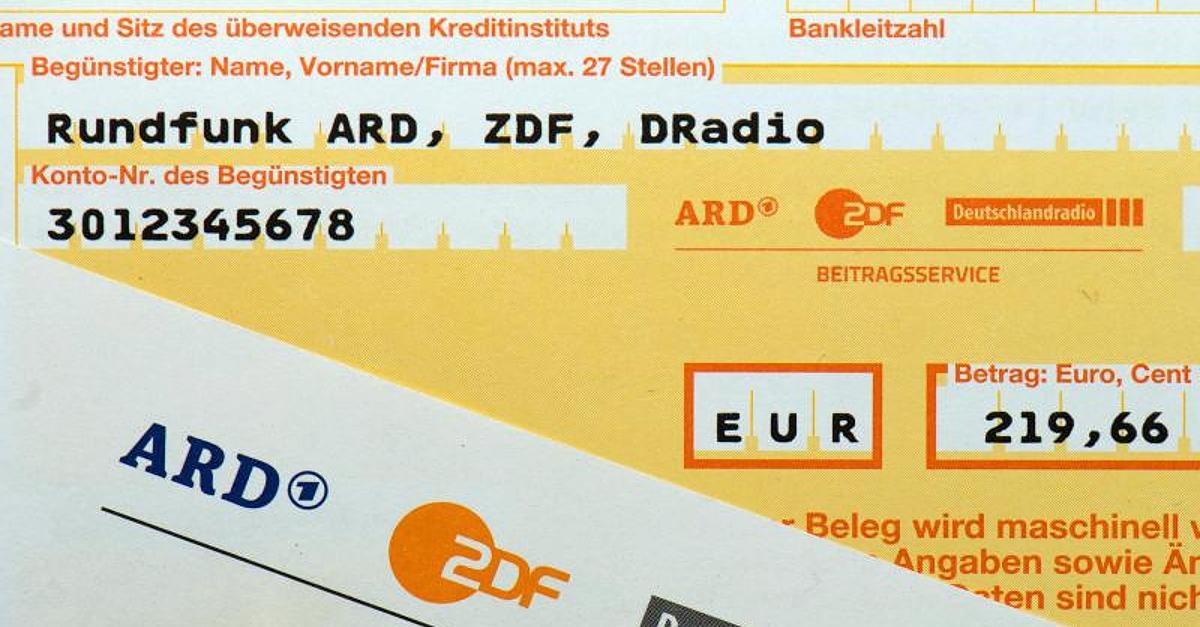 ame und Sitz des überweisenden Kreditinstituts
Bankleitzahl
Begünstigter: Name, Vorname/Firma (max. 27 Stellen)
Rundfunk ARD, ZDF, DRadio
Konto-Nr. des Begünstigten
3012345678
ARD ZDF Deutschlandradio
BEITRAGSSERVICE
EUR
Betrag: Euro, Cent
219,66
Beleg wird maschinell
Angaben sowie Än
sind nich
ARD
ZDF